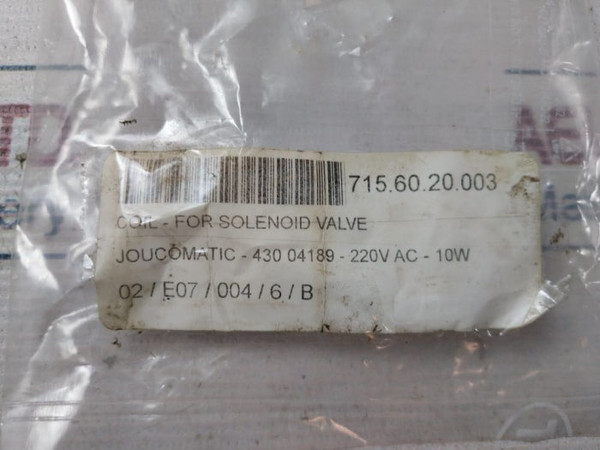 715.60.20.003
COIL - FOR SOLENOID VALVE
JOUCOMATIC - 430 04189 - 220V AC - 10W
02 / E07 / 004 / 6 / B